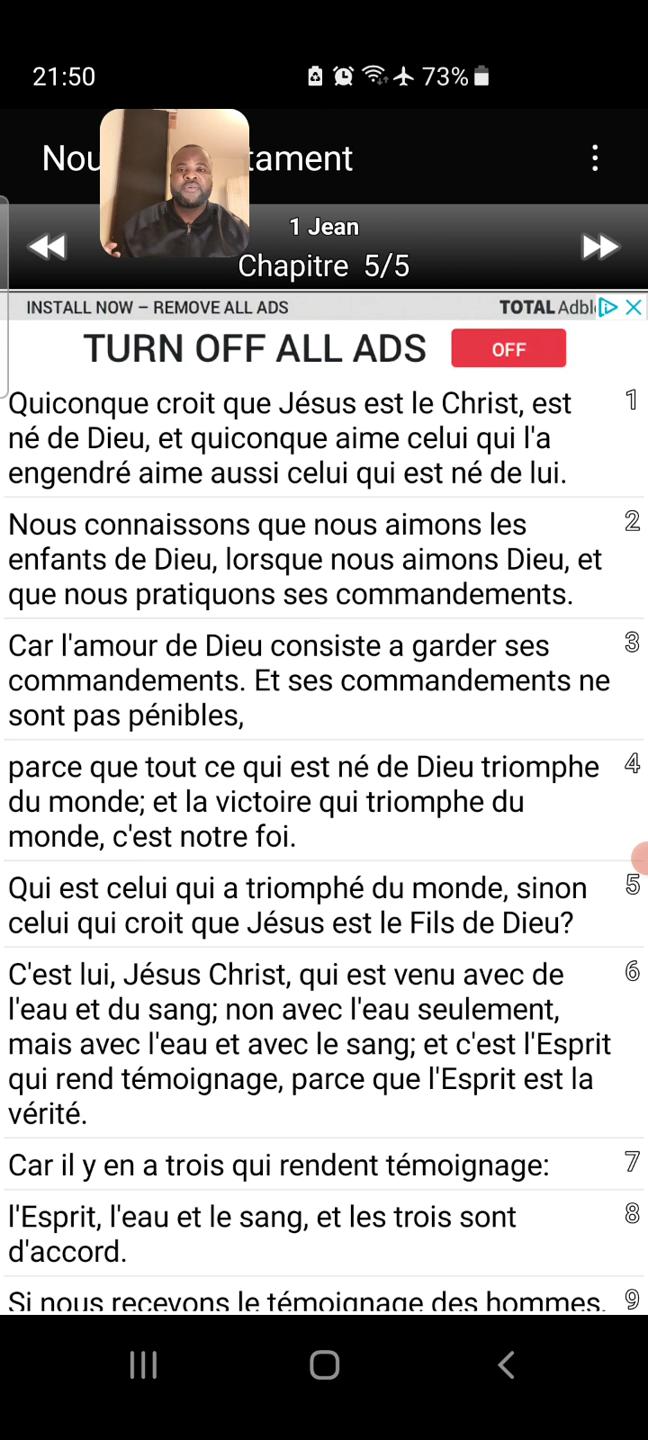 21:50
73%
Nou tament
1 Jean
Chapitre 5/5
INSTALL NOW – REMOVE ALL ADS
TOTAL Adbl
TURN OFF ALL ADS
OFF
Quiconque croit que Jésus est le Christ, est 1
né de Dieu, et quiconque aime celui qui l'a
engendré aime aussi celui qui est né de lui.
Nous connaissons que nous aimons les 2
enfants de Dieu, lorsque nous aimons Dieu, et
que nous pratiquons ses commandements.
Car l'amour de Dieu consiste a garder ses 3
commandements. Et ses commandements ne
sont pas pénibles,
parce que tout ce qui est né de Dieu triomphe 4
du monde; et la victoire qui triomphe du
monde, c'est notre foi.
Qui est celui qui a triomphé du monde, sinon 5
celui qui croit que Jésus est le Fils de Dieu?
C'est lui, Jésus Christ, qui est venu avec de 6
l'eau et du sang; non avec l'eau seulement,
mais avec l'eau et avec le sang; et c'est l'Esprit
qui rend témoignage, parce que l'Esprit est la
vérité.
Car il y en a trois qui rendent témoignage: 7
l'Esprit, l'eau et le sang, et les trois sont 8
d'accord.
Si nous recevons le témoignage des hommes, 9